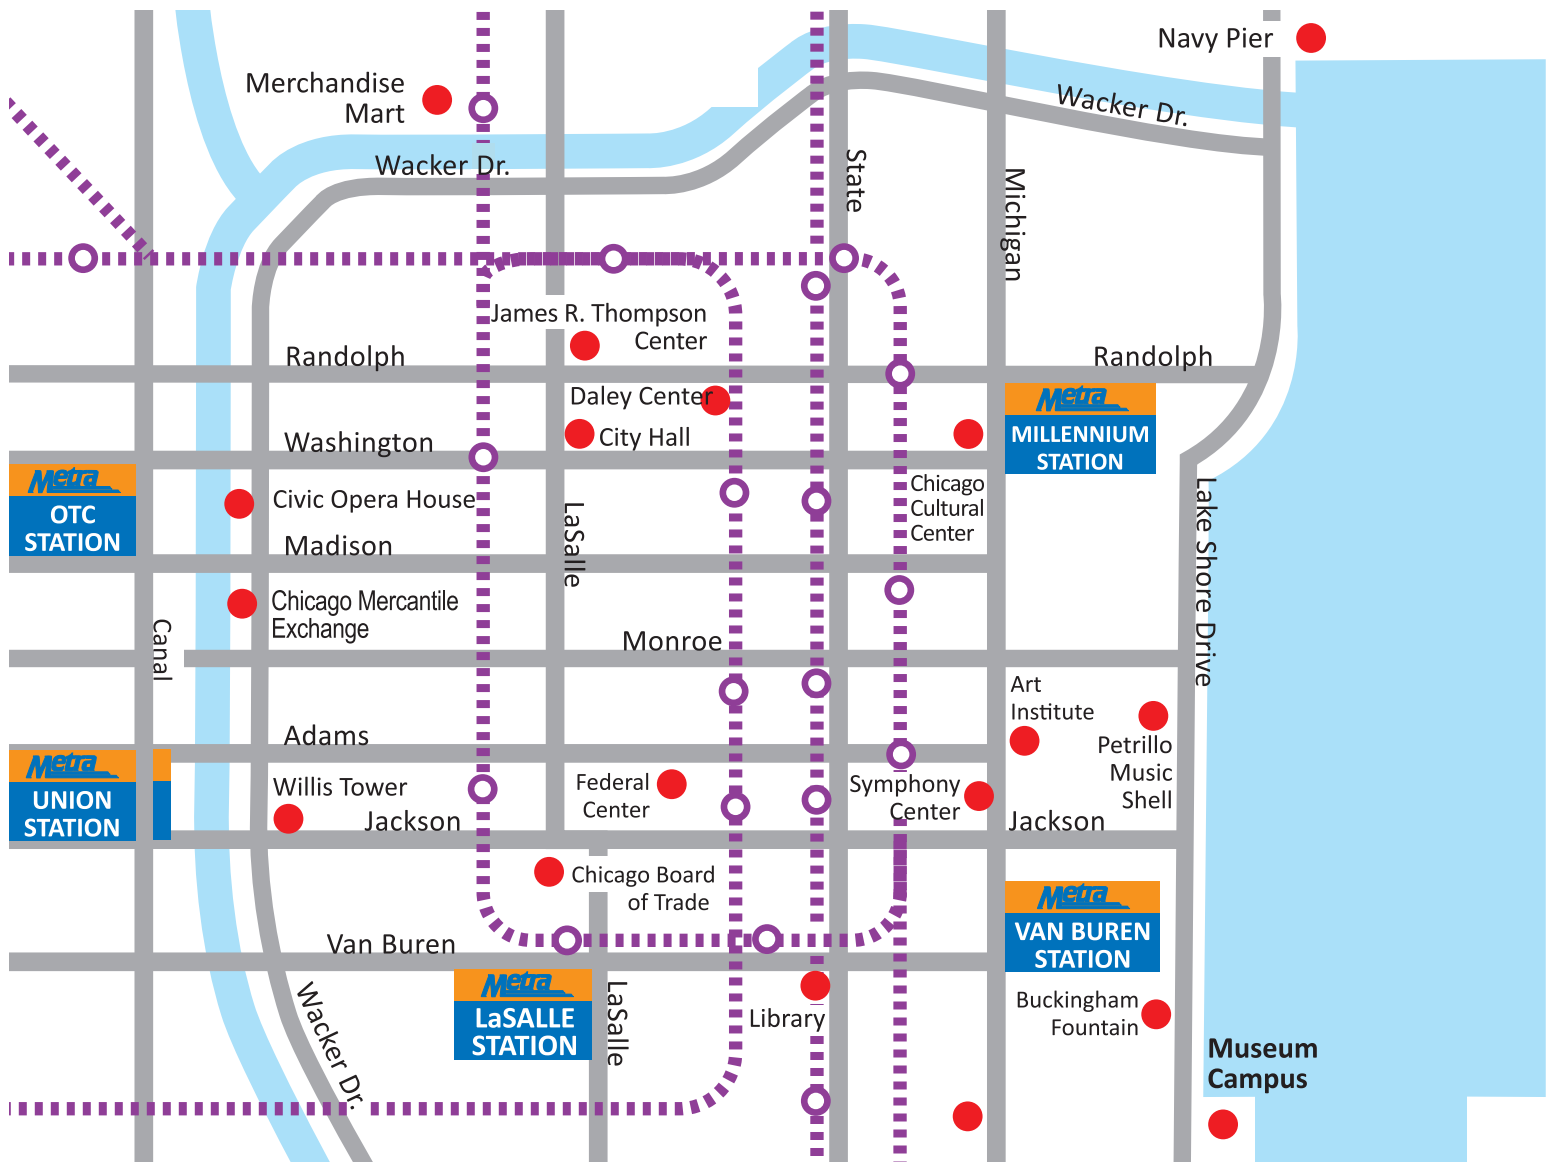 Navy Pier
Merchandise
Mart
Wacker Dr.
Wacker Dr.
State
Michigan
James R. Thompson
Center
Randolph
Randolph
Daley Center
Metra
MILLENNIUM
STATION
City Hall
Washington
Metra
OTC
STATION
Civic Opera House
Chicago
Cultural
Center
Lake Shore Drive
LaSalle
Madison
Chicago Mercantile
Exchange
Canal
Monroe
Art
Institute
Petrillo
Music
Shell
Adams
Metra
UNION
STATION
Willis Tower
Federal
Center
Symphony
Center
Jackson
Jackson
Chicago Board
of Trade
Metra
VAN BUREN
STATION
Van Buren
Metra
LaSALLE
STATION
LaSalle
Wacker Dr.
Library
Buckingham
Fountain
Museum
Campus